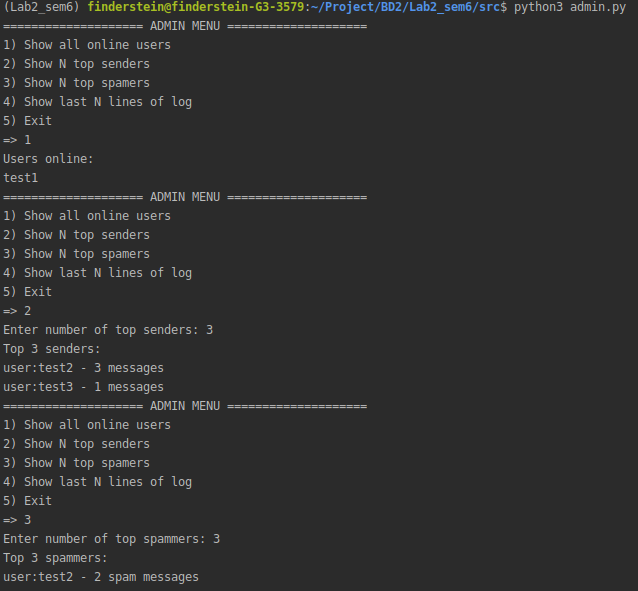 (Lab2_sem6) finderstein@finderstein-G3-3579:~/Project/BD2/Lab2_sem6/src$ python3 admin.py
==================== ADMIN MENU ====================
1) Show all online users
2) Show N top senders
3) Show N top spamers
4) Show last N lines of log
5) Exit
=> 1
Users online:
test1
==================== ADMIN MENU ====================
1) Show all online users
2) Show N top senders
3) Show N top spamers
4) Show last N lines of log
5) Exit
=> 2
Enter number of top senders: 3
Top 3 senders:
user:test2 - 3 messages
user:test3 - 1 messages
==================== ADMIN MENU ====================
1) Show all online users
2) Show N top senders
3) Show N top spamers
4) Show last N lines of log
5) Exit
=> 3
Enter number of top spammers: 3
Top 3 spammers:
user:test2 - 2 spam messages